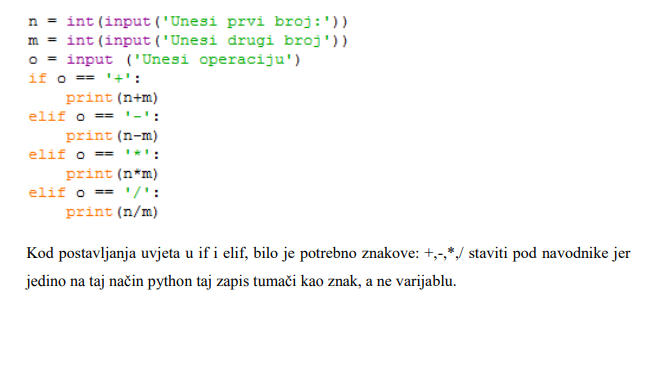 n = int(input('Unesi prvi broj:'))
m = int(input('Unesi drugi broj'))
o = input ('Unesi operaciju')
if o == '+':
    print(n+m)
elif o == '-':
    print(n-m)
elif o == '*':
    print(n*m)
elif o == '/':
    print(n/m)
Kod postavljanja uvjeta u if i elif, bilo je potrebno znakove: +,-,*,/ staviti pod navodnike jer
jedino na taj način python taj zapis tumači kao znak, a ne varijablu.